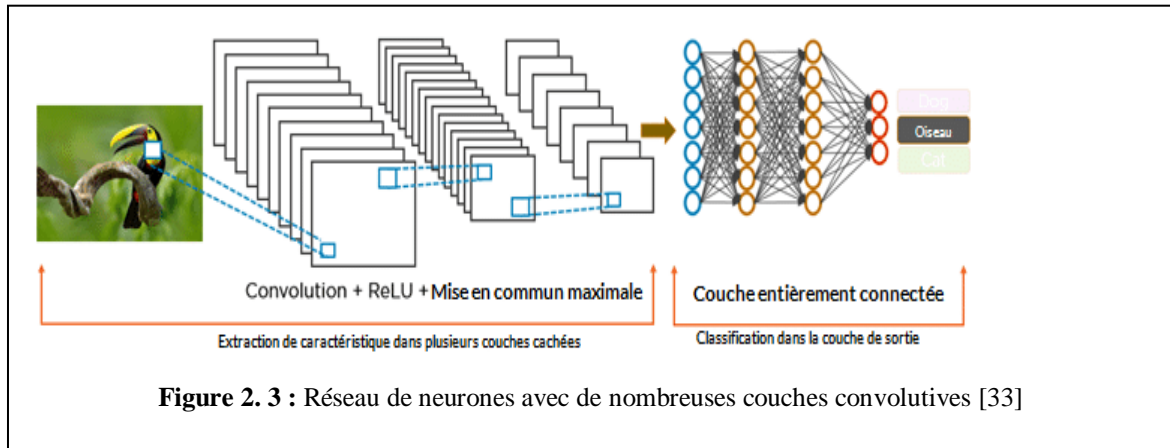 Dog
Oiseau
Cat
Convolution + ReLU + Mise en commun maximale
Couche entièrement connectée
Extraction de caractéristique dans plusieurs couches cachées
Classification dans la couche de sortie
Figure 2. 3 : Réseau de neurones avec de nombreuses couches convolutives [33]